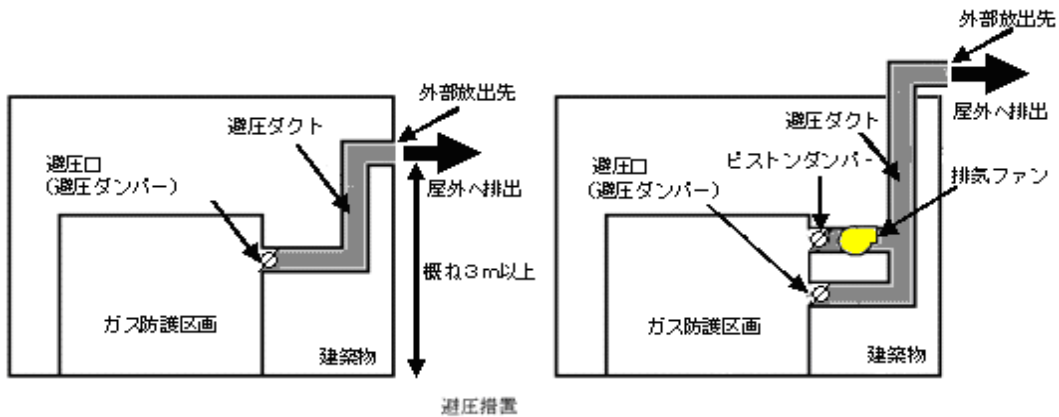 外部放出先
避圧ダクト
避圧口
(避圧ダンパー)
屋外へ排出
概ね3m以上
ガス防護区画
建築物
外部放出先
屋外へ排出
避圧ダクト
ピストンダンパー
避圧口
(避圧ダンパー)
排気ファン
ガス防護区画
建築物
避圧措置